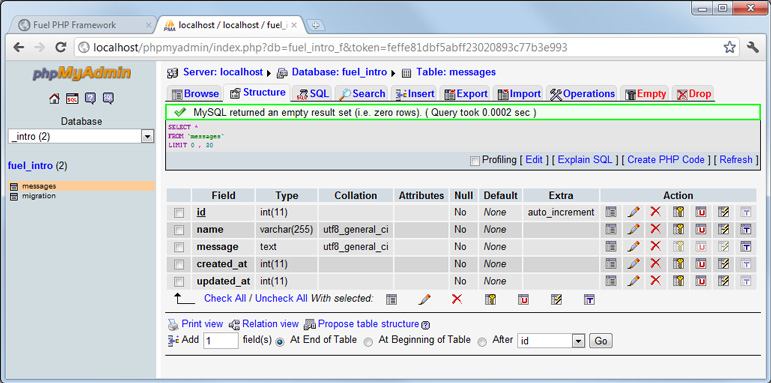 Fuel PHP Framework
localhost / localhost / fuel_i
localhost/phpmyadmin/index.php?db=fuel_intro_f&token=feffe81dbf5abff23020893c77b3e993
phpMyAdmin
Server: localhost Database: fuel_intro Table: messages
Browse Structure SQL Search Insert Export Import Operations Empty Drop
Database
_intro (2)
fuel_intro (2)
messages
migration
MySQL returned an empty result set (i.e. zero rows). ( Query took 0.0002 sec )
SELECT *
FROM `messages`
LIMIT 0 , 30
Profiling [ Edit ] [ Explain SQL ] [ Create PHP Code ] [ Refresh ]
Field Type Collation Attributes Null Default Extra Action
id int(11) No None auto_increment
name varchar(255) utf8_general_ci No None
message text utf8_general_ci No None
created_at int(11) No None
updated_at int(11) No None
Check All / Uncheck All With selected:
Print view Relation view Propose table structure
Add 1 field(s) At End of Table At Beginning of Table After id Go